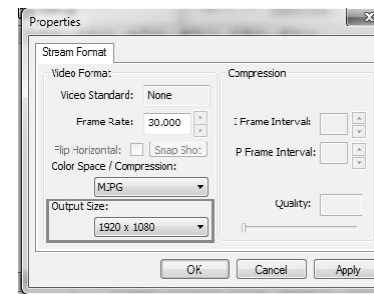 Properties
Stream Format
Video Format
Compression
Video Standard: None
Frame Rate: 30.000
I Frame Interval:
Flip Horizontal: Snap Shot
P Frame Interval:
Color Space / Compression:
MJPG
Output Size:
Quality:
1920 x 1080
OK Cancel Apply